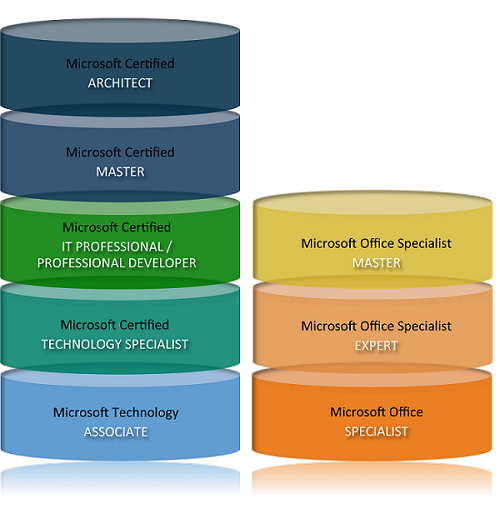 Microsoft Certified
ARCHITECT
Microsoft Certified
MASTER
Microsoft Certified
IT PROFESSIONAL /
PROFESSIONAL DEVELOPER
Microsoft Certified
TECHNOLOGY SPECIALIST
Microsoft Technology
ASSOCIATE
Microsoft Office Specialist
MASTER
Microsoft Office Specialist
EXPERT
Microsoft Office
SPECIALIST